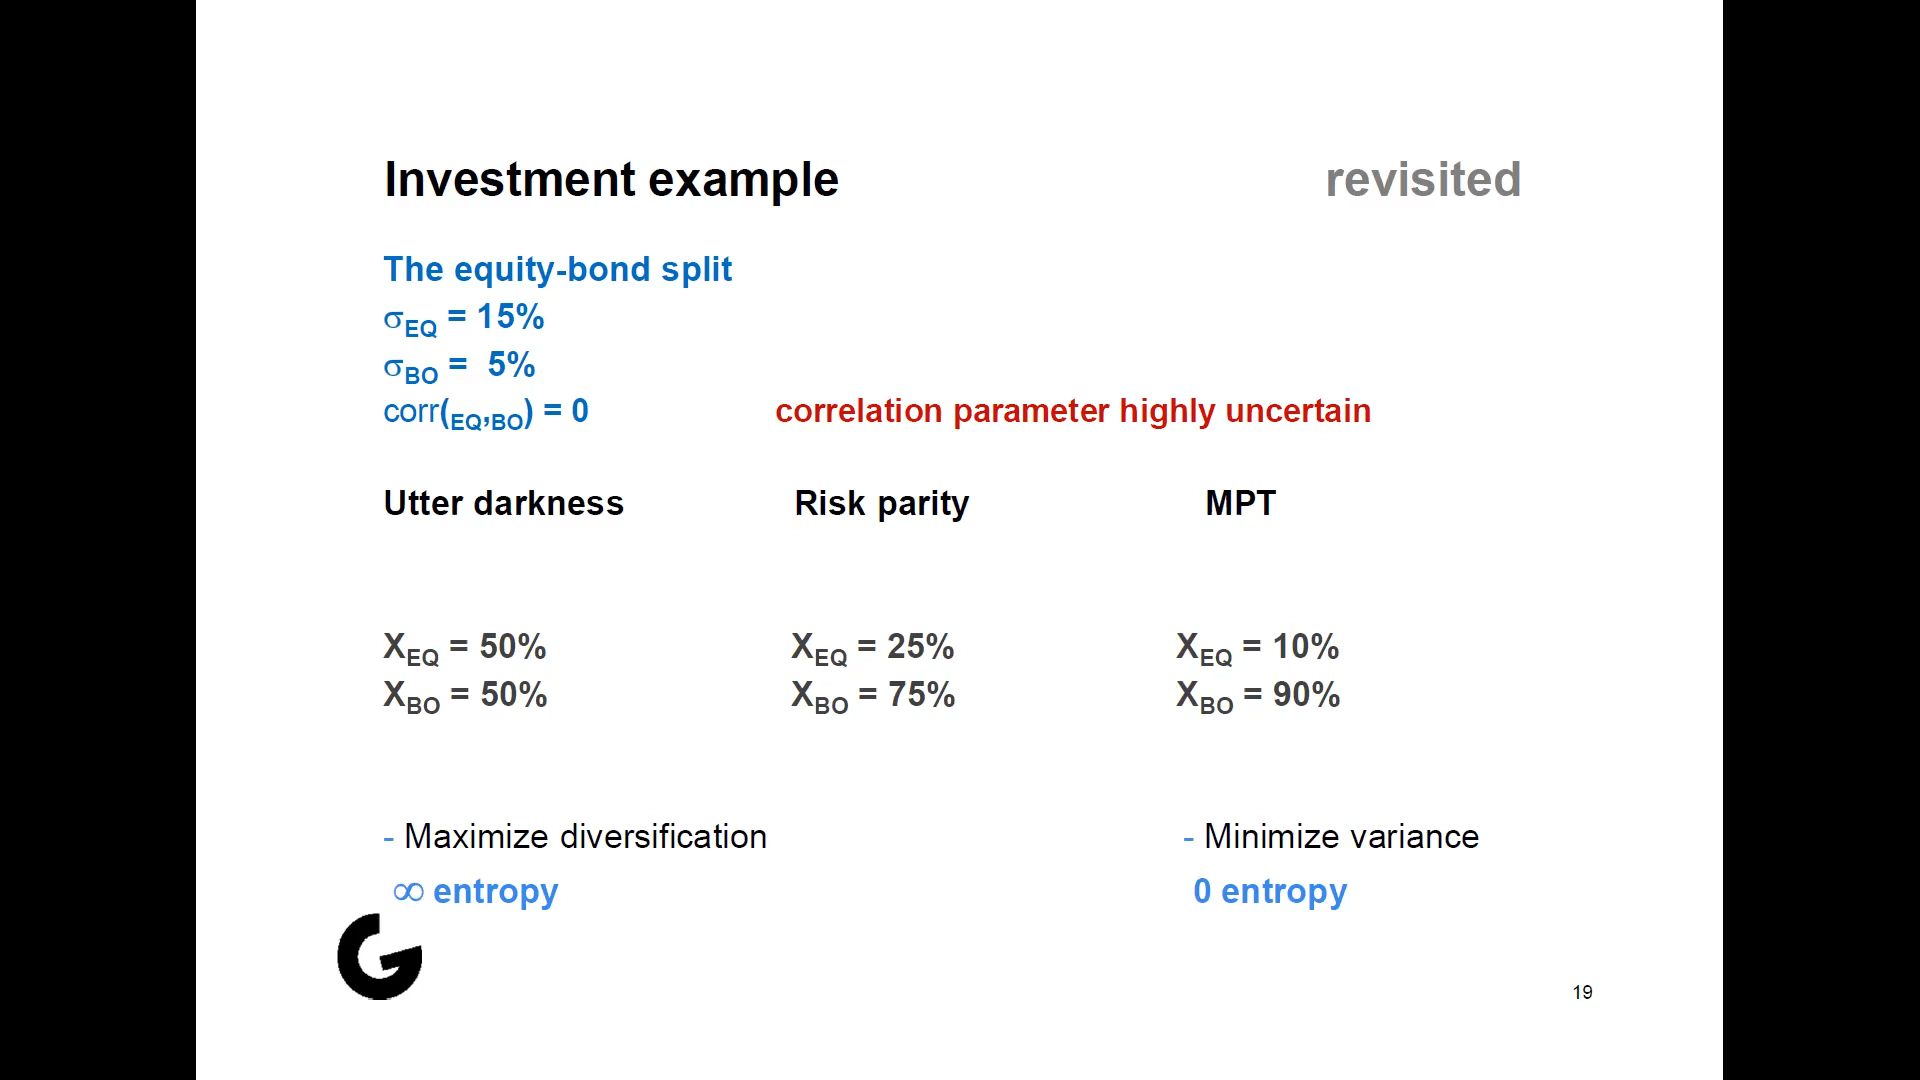 Investment example revisited
The equity-bond split
σEQ = 15%
σBO = 5%
corr(EQ,BO) = 0 correlation parameter highly uncertain
Utter darkness Risk parity MPT
XEQ = 50% XEQ = 25% XEQ = 10%
XBO = 50% XBO = 75% XBO = 90%
- Maximize diversification - Minimize variance
∞ entropy 0 entropy
G
19